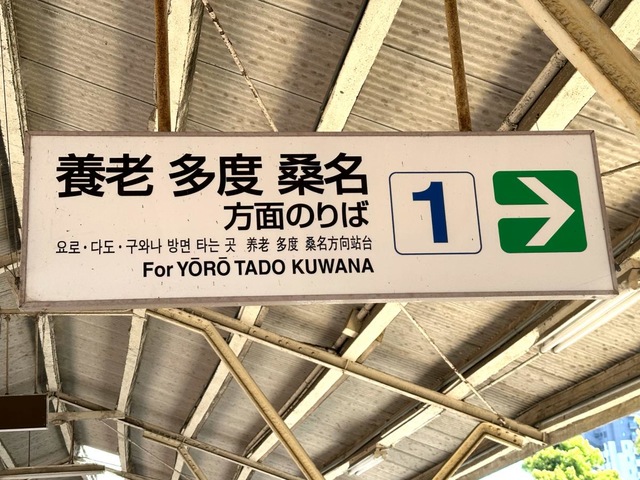 養老 多度 桑名
方面のりば
요로·다도·구와나 방면 타는 곳 养老 多度 桑名方向站台
For YŌRŌ TADO KUWANA
1